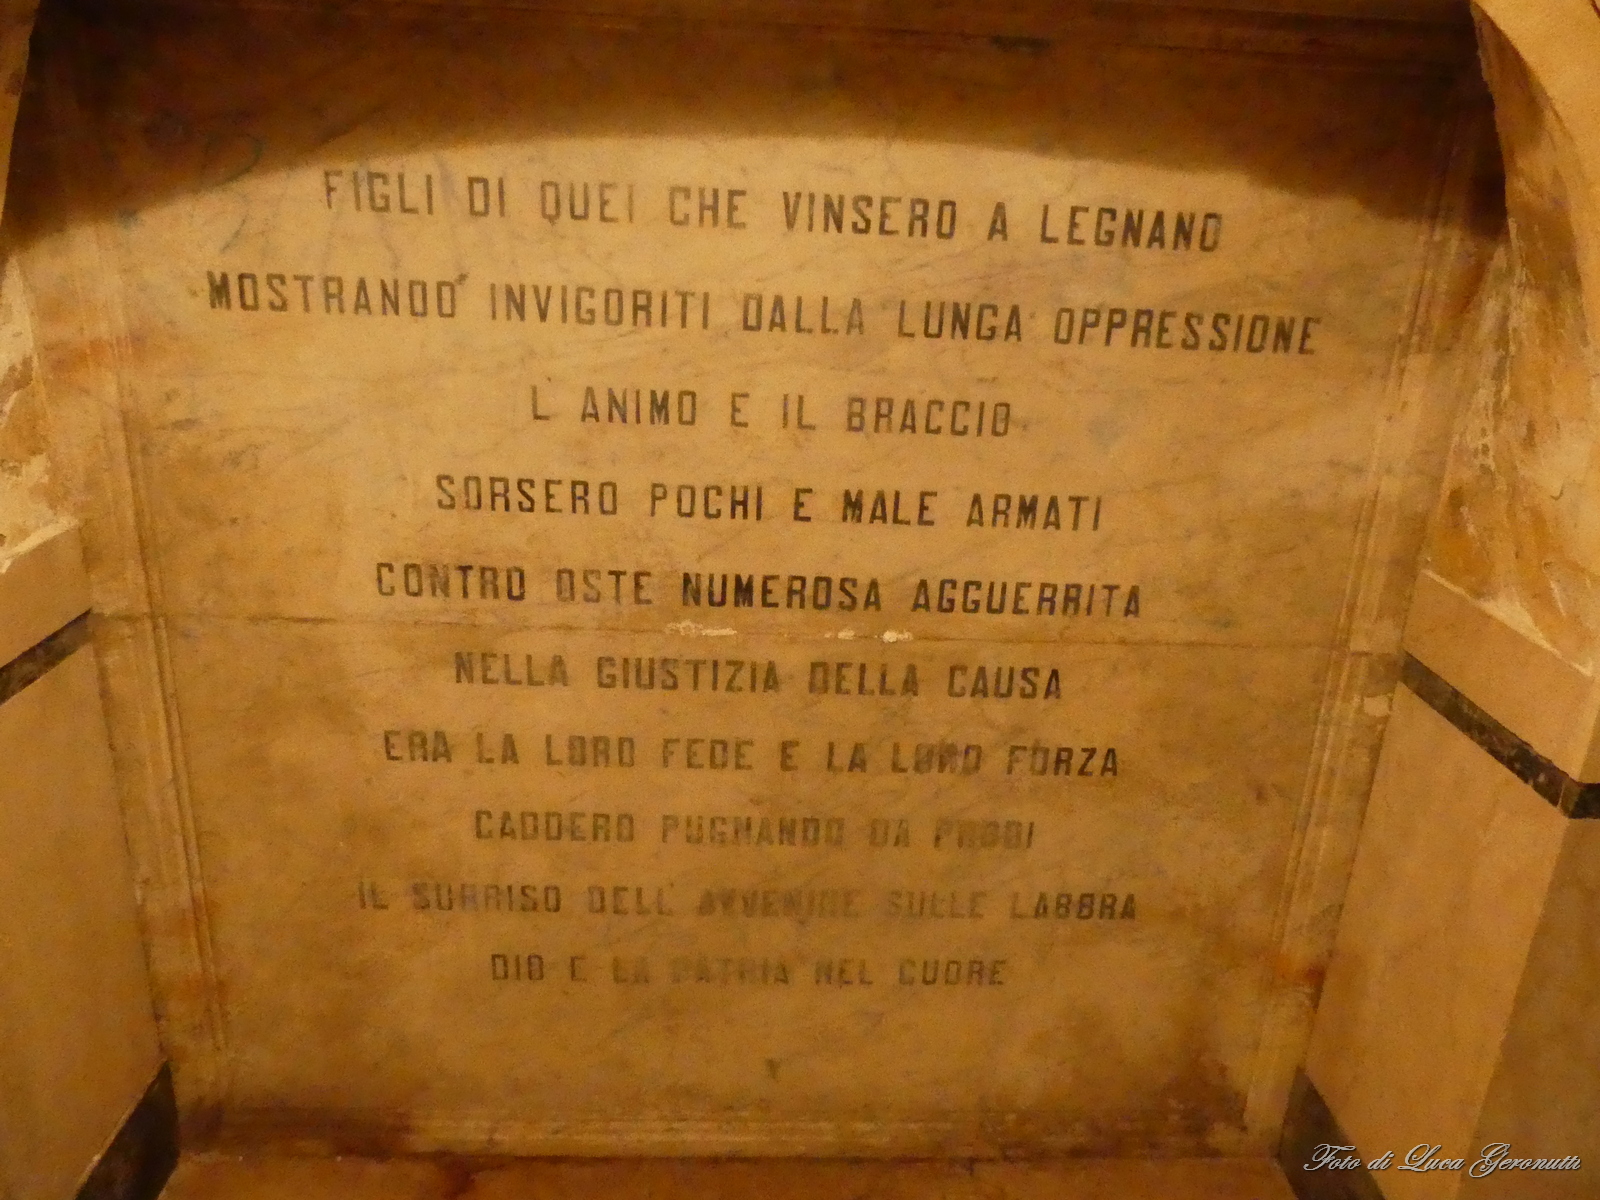 FIGLI DI QUEI CHE VINSERO A LEGNANO
MOSTRANDO INVIGORITI DALLA LUNGA OPPRESSIONE
L ANIMO E IL BRACCIO
SORSERO POCHI E MALE ARMATI
CONTRO OSTE NUMEROSA AGGUERRITA
NELLA GIUSTIZIA DELLA CAUSA
ERA LA LORO FEDE E LA LORO FORZA
CADDERO PUGNANDO DA PRODI
IL SORRISO DELL' AVVENIRE SULLE LABBRA
DIO E LA PATRIA NEL CUORE
Foto di Luca Geronutti